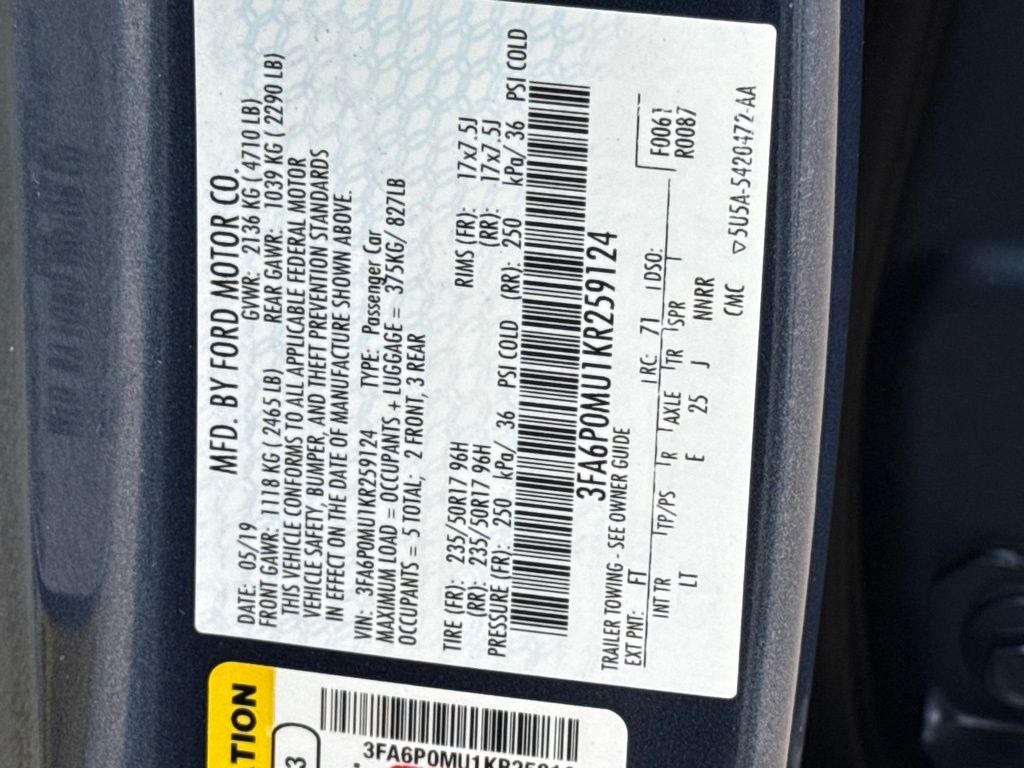 MFD. BY FORD MOTOR CO.
DATE: 05/19 GVWR: 2136 KG ( 4710 LB)
FRONT GAWR: 1118 KG ( 2465 LB) REAR GAWR: 1039 KG ( 2290 LB)
THIS VEHICLE CONFORMS TO ALL APPLICABLE FEDERAL MOTOR
VEHICLE SAFETY, BUMPER, AND THEFT PREVENTION STANDARDS
IN EFFECT ON THE DATE OF MANUFACTURE SHOWN ABOVE.
VIN: 3FA6P0MU1KR259124 TYPE: Passenger Car
MAXIMUM LOAD = OCCUPANTS + LUGGAGE = 375KG/ 827LB
OCCUPANTS = 5 TOTAL; 2 FRONT, 3 REAR
TIRE (FR): 235/50R17 96H RIMS (FR): 17x7.5J
(RR): 235/50R17 96H (RR): 17x7.5J
PRESSURE (FR): 250 kPa/ 36 PSI COLD (RR): 250 kPa/ 36 PSI COLD
3FA6P0MU1KR259124
TRAILER TOWING - SEE OWNER GUIDE F0061
EXT PNT: FT RC: 71 DSO: R0087
INT TR TP/PS R AXLE TR SPR
LT E 25 J NNRR
CMC ▽5U5A-5420472-AA
TION
3
3FA6P0MU1KR2591